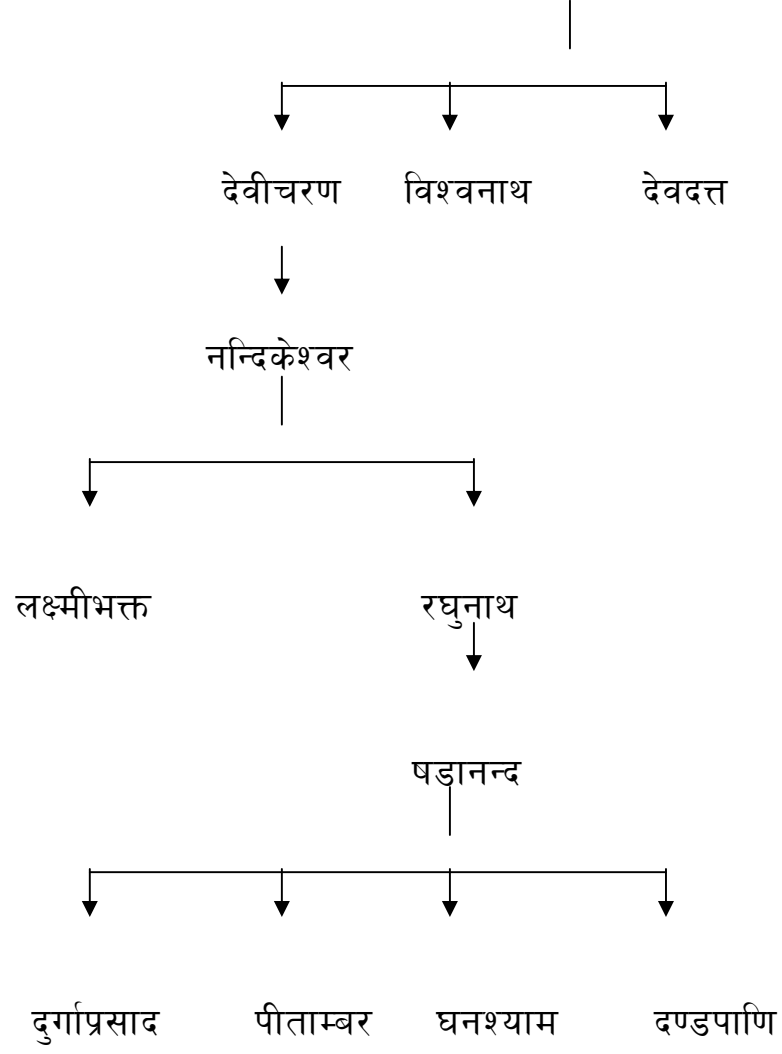 देवीचरण विश्वनाथ देवदत्त
नन्दिकेश्वर
लक्ष्मीभक्त रघुनाथ
षडानन्द
दुर्गाप्रसाद पीताम्बर घनश्याम दण्डपाणि